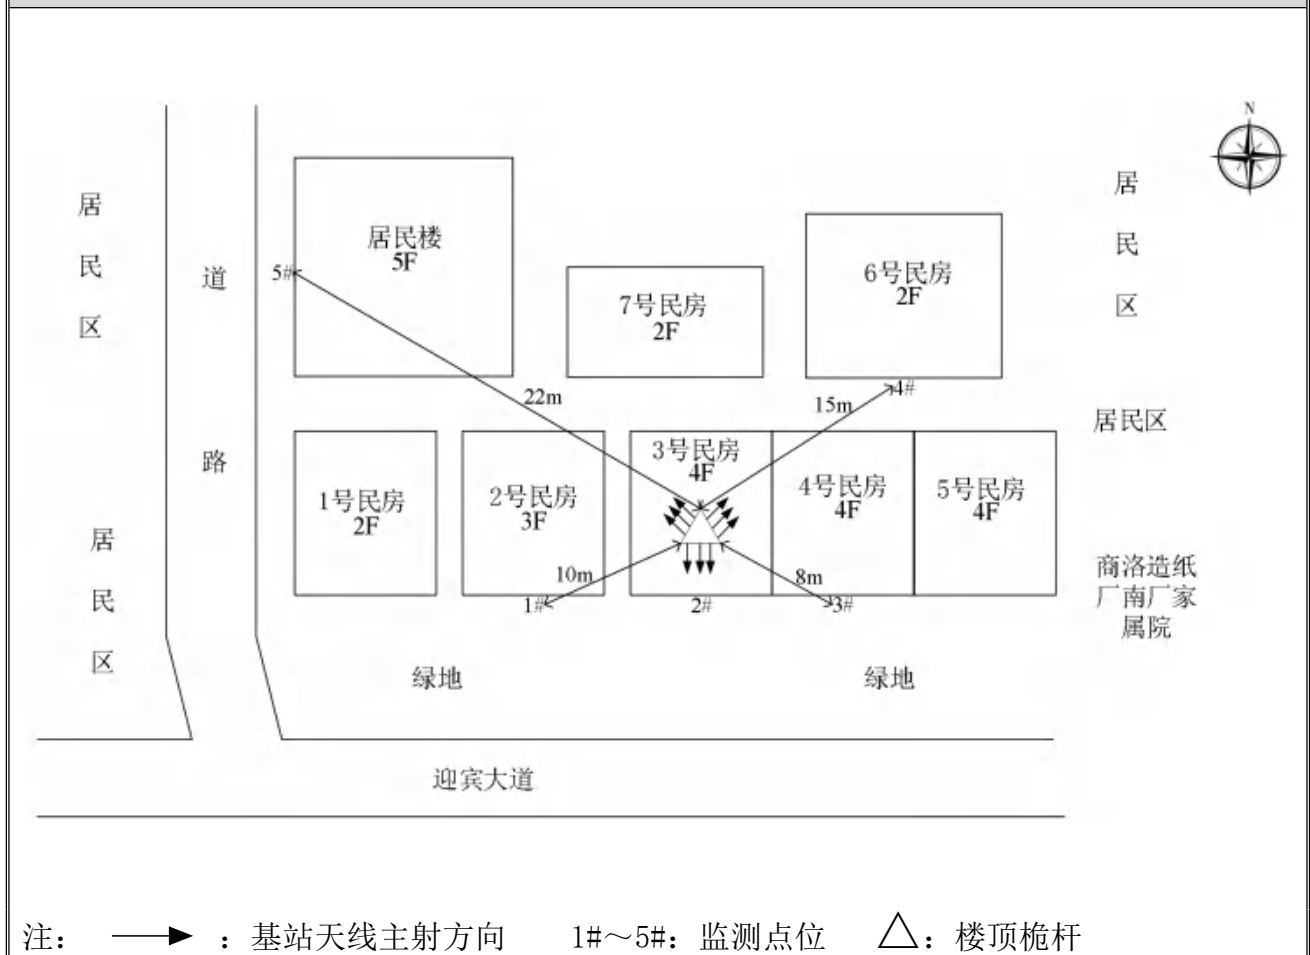 N
居民区
道路
居民区
居民楼
5F
5#
7号民房
2F
6号民房
2F
居民区
22m
15m
4#
居民区
1号民房
2F
2号民房
3F
3号民房
4F
4号民房
4F
5号民房
4F
10m
8m
1#
2#
3#
商洛造纸
厂南厂家
属院
绿地
绿地
迎宾大道
注： ：基站天线主射方向 1#～5#：监测点位 △：楼顶桅杆